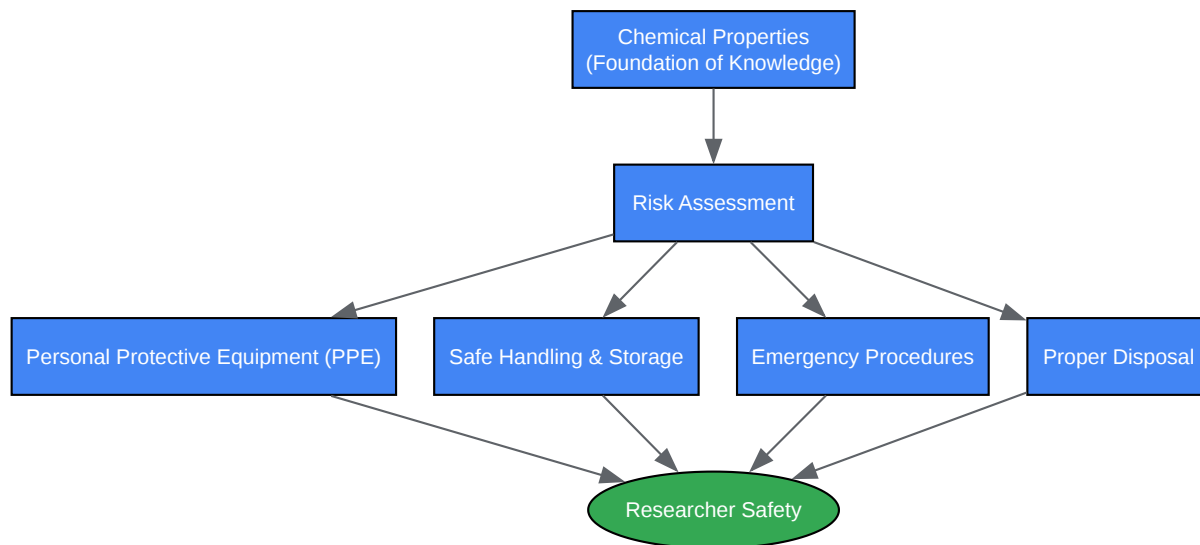 Chemical Properties
(Foundation of Knowledge)
Risk Assessment
Personal Protective Equipment (PPE)
Safe Handling & Storage
Emergency Procedures
Proper Disposal
Researcher Safety